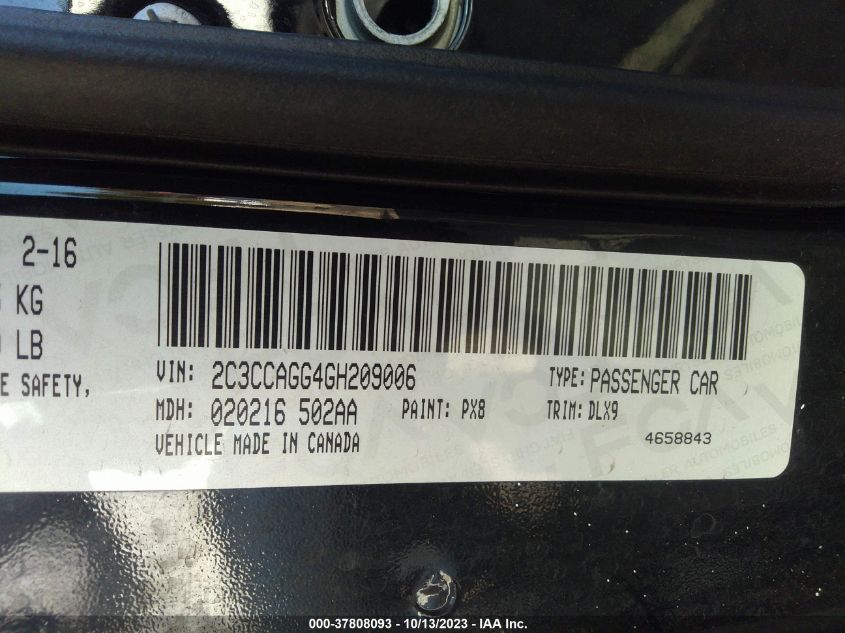 2-16
KG
LB
E SAFETY,
VIN: 2C3CCAGG4GH209006 TYPE: PASSENGER CAR
MDH: 020216 502AA PAINT: PX8 TRIM: DLX9
VEHICLE MADE IN CANADA 4658843
000-37808093 - 10/13/2023 - IAA Inc.